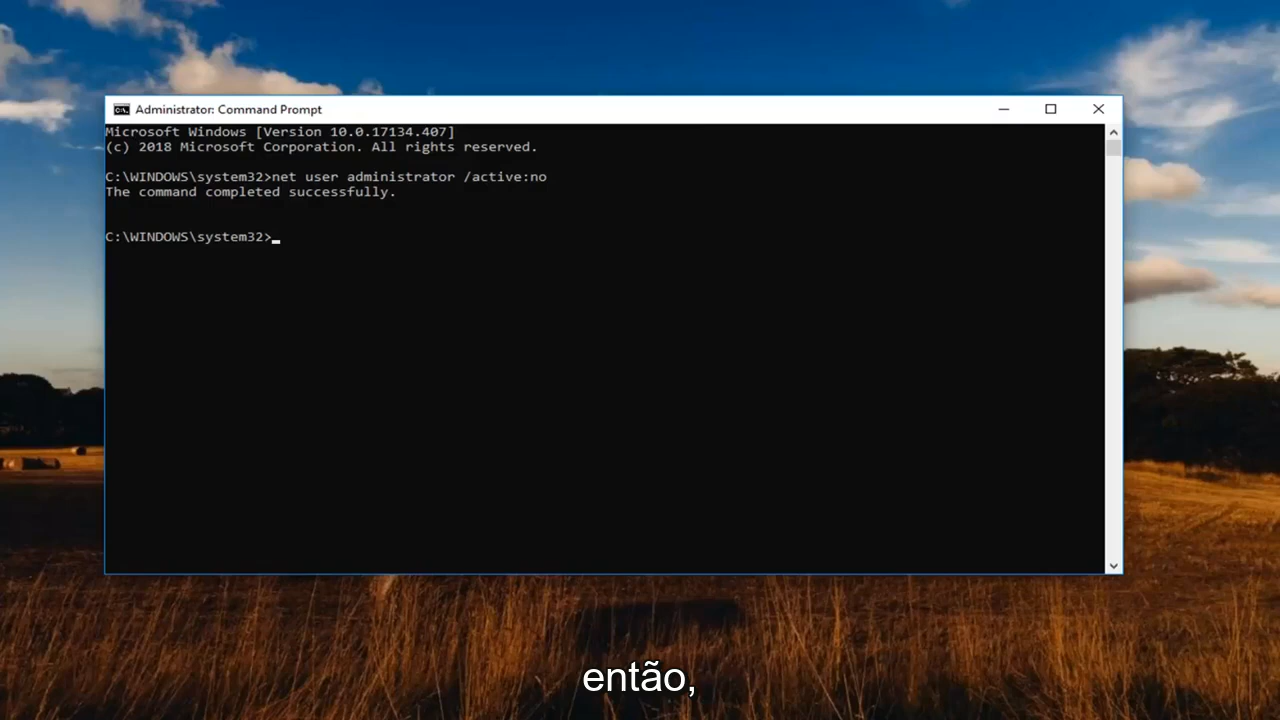 Administrator: Command Prompt
Microsoft Windows [Version 10.0.17134.407]
(c) 2018 Microsoft Corporation. All rights reserved.
C:\WINDOWS\system32>net user administrator /active:no
The command completed successfully.
C:\WINDOWS\system32>
então,